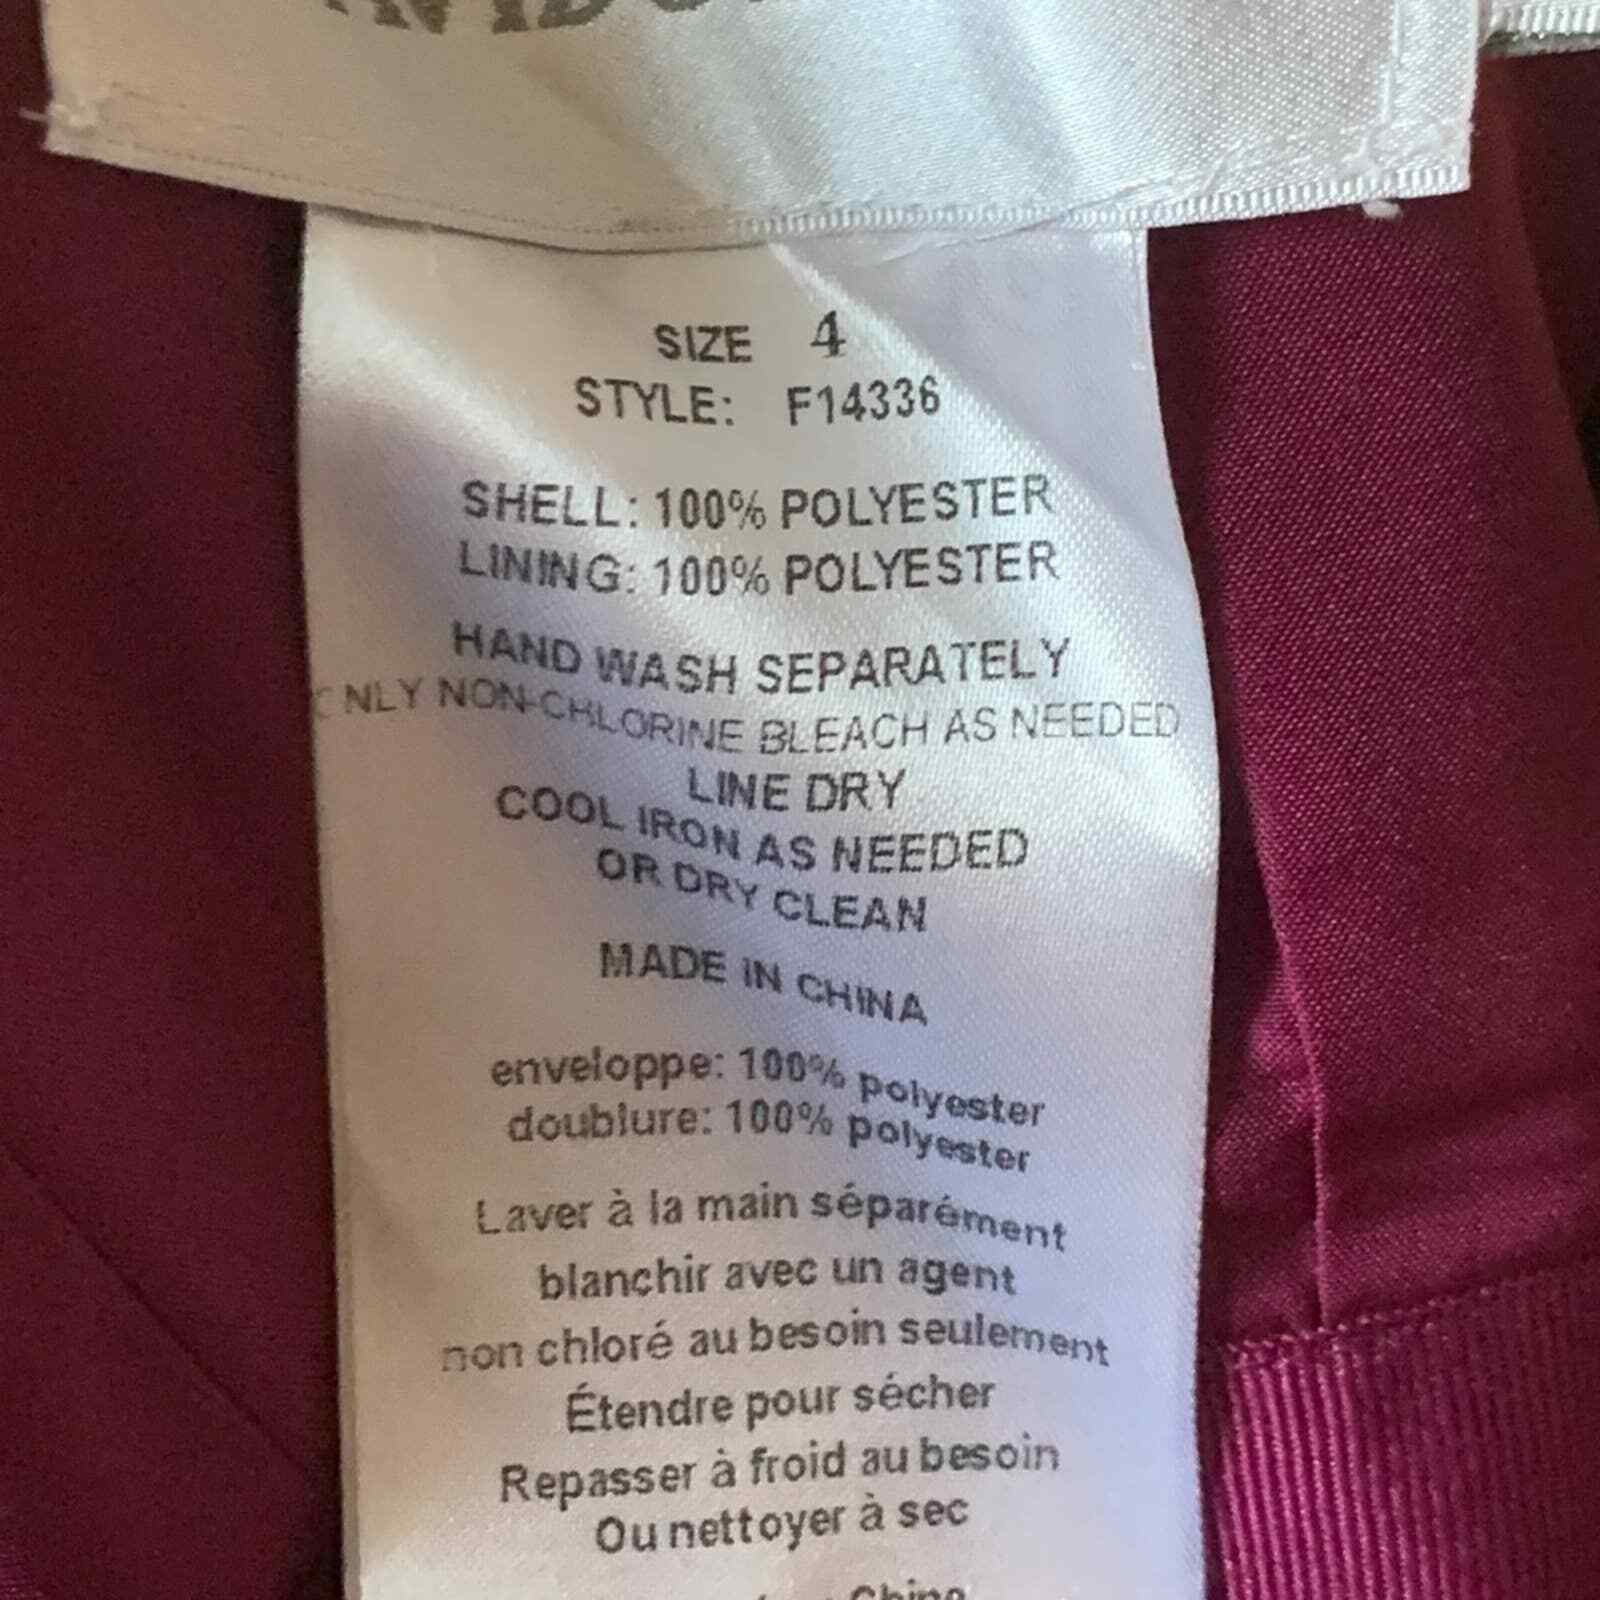 SIZE 4
STYLE: F14336
SHELL: 100% POLYESTER
LINING: 100% POLYESTER
HAND WASH SEPARATELY
ONLY NON-CHLORINE BLEACH AS NEEDED
LINE DRY
COOL IRON AS NEEDED
OR DRY CLEAN
MADE IN CHINA
enveloppe: 100% polyester
doublure: 100% polyester
Laver à la main séparément
blanchir avec un agent
non chloré au besoin seulement
Étendre pour sécher
Repasser à froid au besoin
Ou nettoyer à sec
Chine